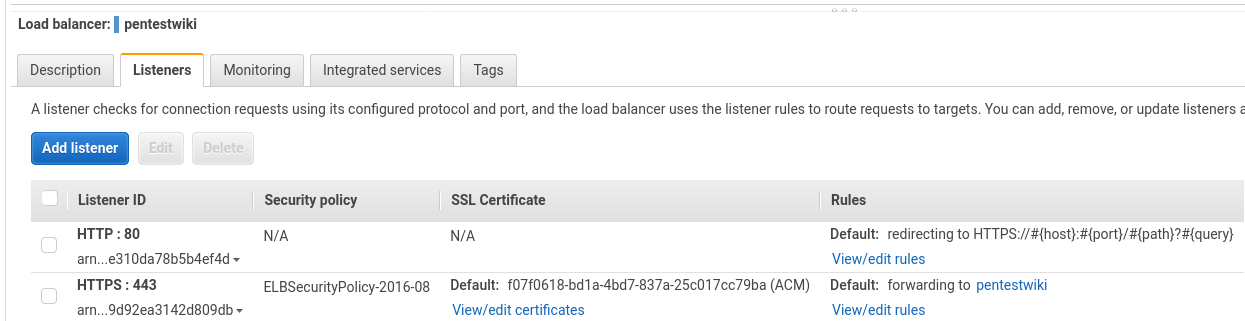 Load balancer: pentestwiki
Description Listeners Monitoring Integrated services Tags
A listener checks for connection requests using its configured protocol and port, and the load balancer uses the listener rules to route requests to targets. You can add, remove, or update listeners a
Add listener Edit Delete
Listener ID Security policy SSL Certificate Rules
HTTP : 80 N/A N/A Default: redirecting to HTTPS://#{host}:#{port}/#{path}?#{query}
arn...e310da78b5b4ef4d View/edit rules
HTTPS : 443 ELBSecurityPolicy-2016-08 Default: f07f0618-bd1a-4bd7-837a-25c017cc79ba (ACM) Default: forwarding to pentestwiki
arn...9d92ea3142d809db View/edit certificates View/edit rules